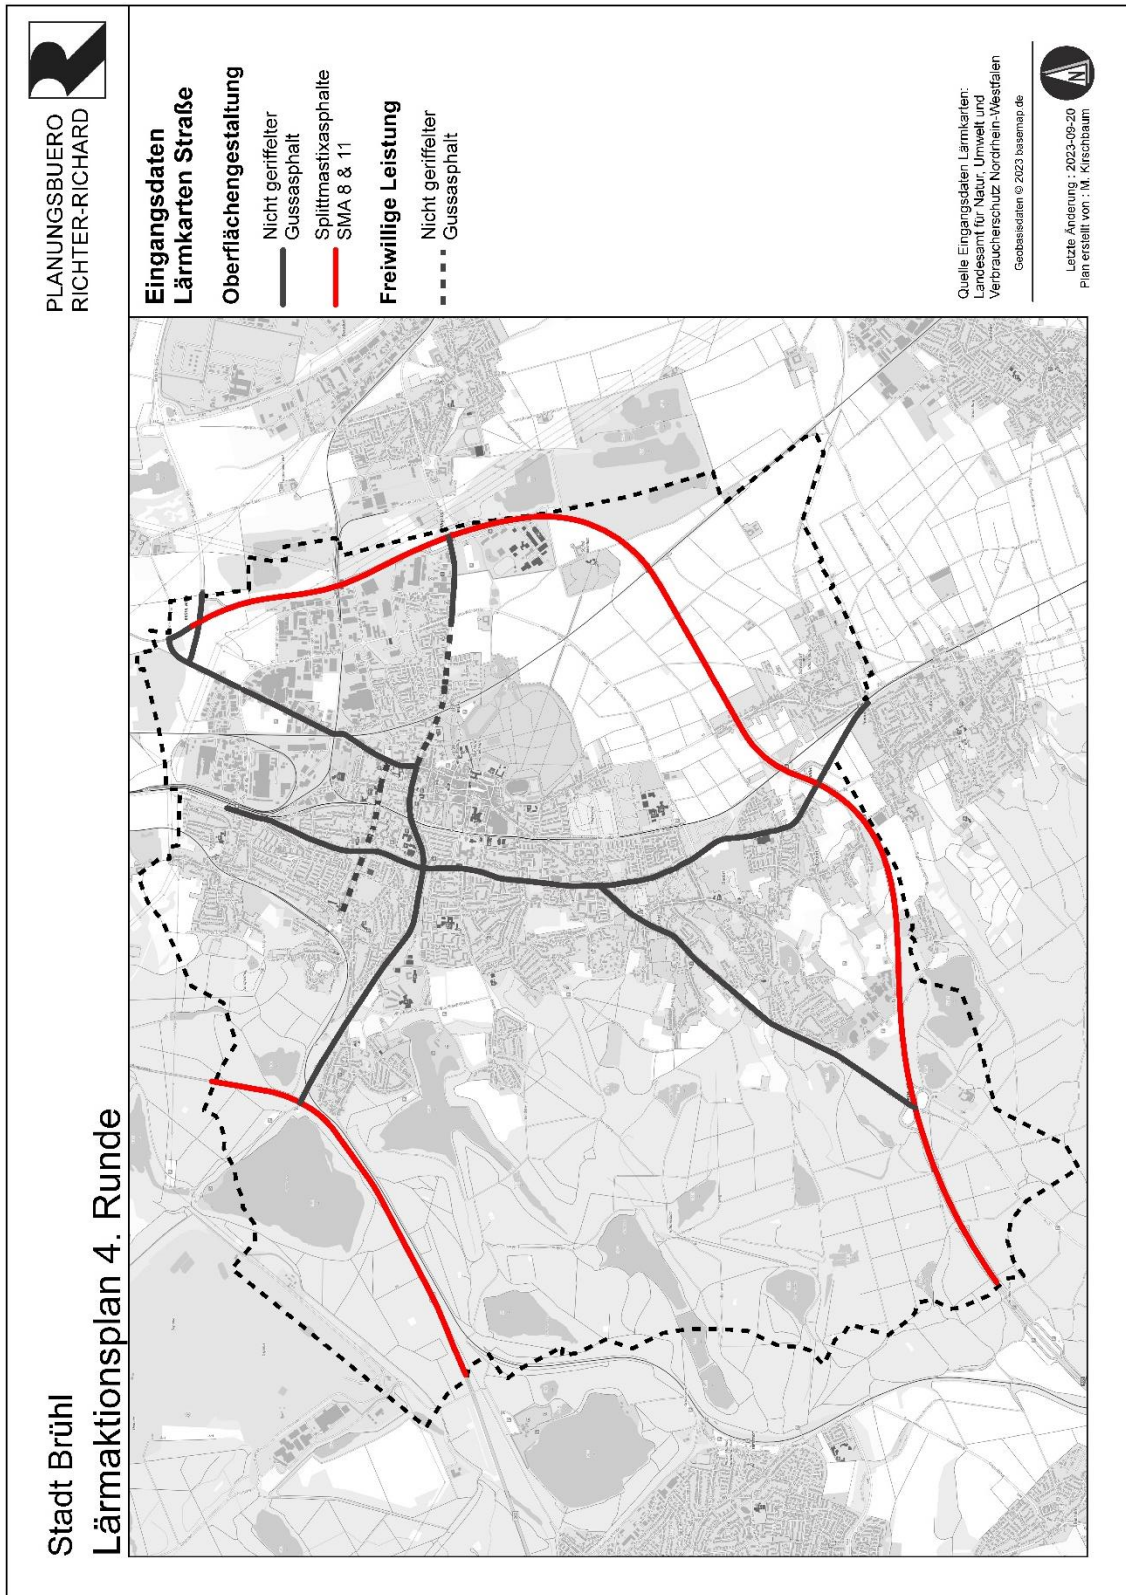 Stadt Brühl
Lärmaktionsplan 4. Runde
PLANUNGSBUERO
RICHTER-RICHARD
Eingangsdaten
Lärmkarten Straße
Oberflächengestaltung
Nicht geriffelter
Gussasphalt
Splittmastixasphalte
SMA 8 & 11
Freiwillige Leistung
Nicht geriffelter
Gussasphalt
Quelle Eingangsdaten Lärmkarten:
Landesamt für Natur, Umwelt und
Verbraucherschutz Nordrhein-Westfalen
Geobasisdaten © 2023 basemap.de
N
Letzte Änderung : 2023-09-20
Plan erstellt von : M. Kirschbaum